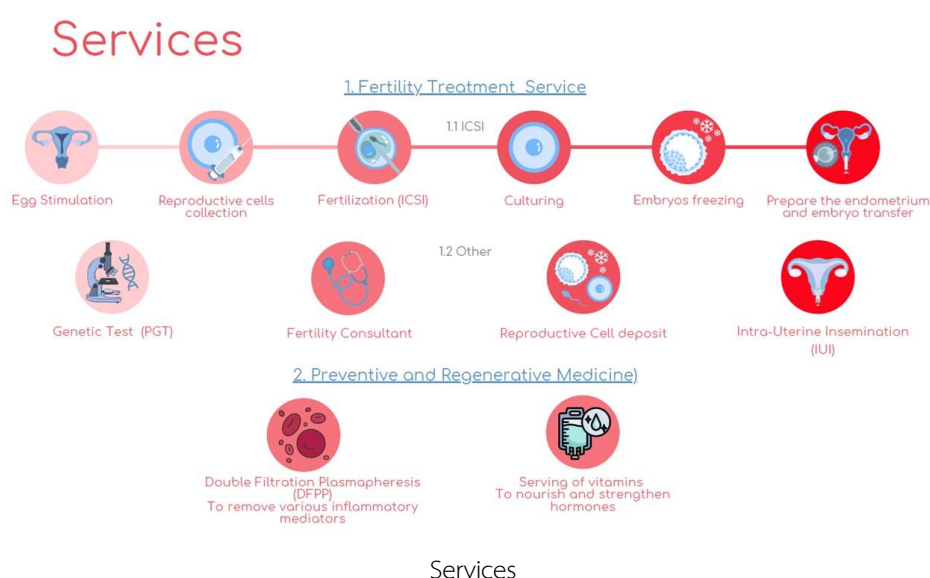 Services
1. Fertility Treatment  Service
1.1 ICSI
Egg Stimulation
Reproductive cells
collection
Fertilization (ICSI)
Culturing
Embryos freezing
Prepare the endometrium
and embryo transfer
1.2 Other
Genetic Test  (PGT)
Fertility Consultant
Reproductive Cell deposit
Intra-Uterine Insemination
(IUI)
2. Preventive and Regenerative Medicine)
Double Filtration Plasmapheresis
(DFPP)
To remove various inflammatory
mediators
Serving of vitamins
To nourish and strengthen
hormones
Services